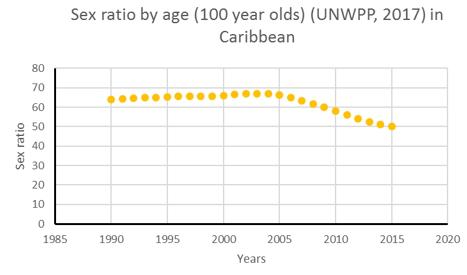 Sex ratio by age (100 year olds) (UNWPP, 2017) in
Caribbean
80
70
60
50
40
30
20
10
0
Sex ratio
1985 1990 1995 2000 2005 2010 2015 2020
Years